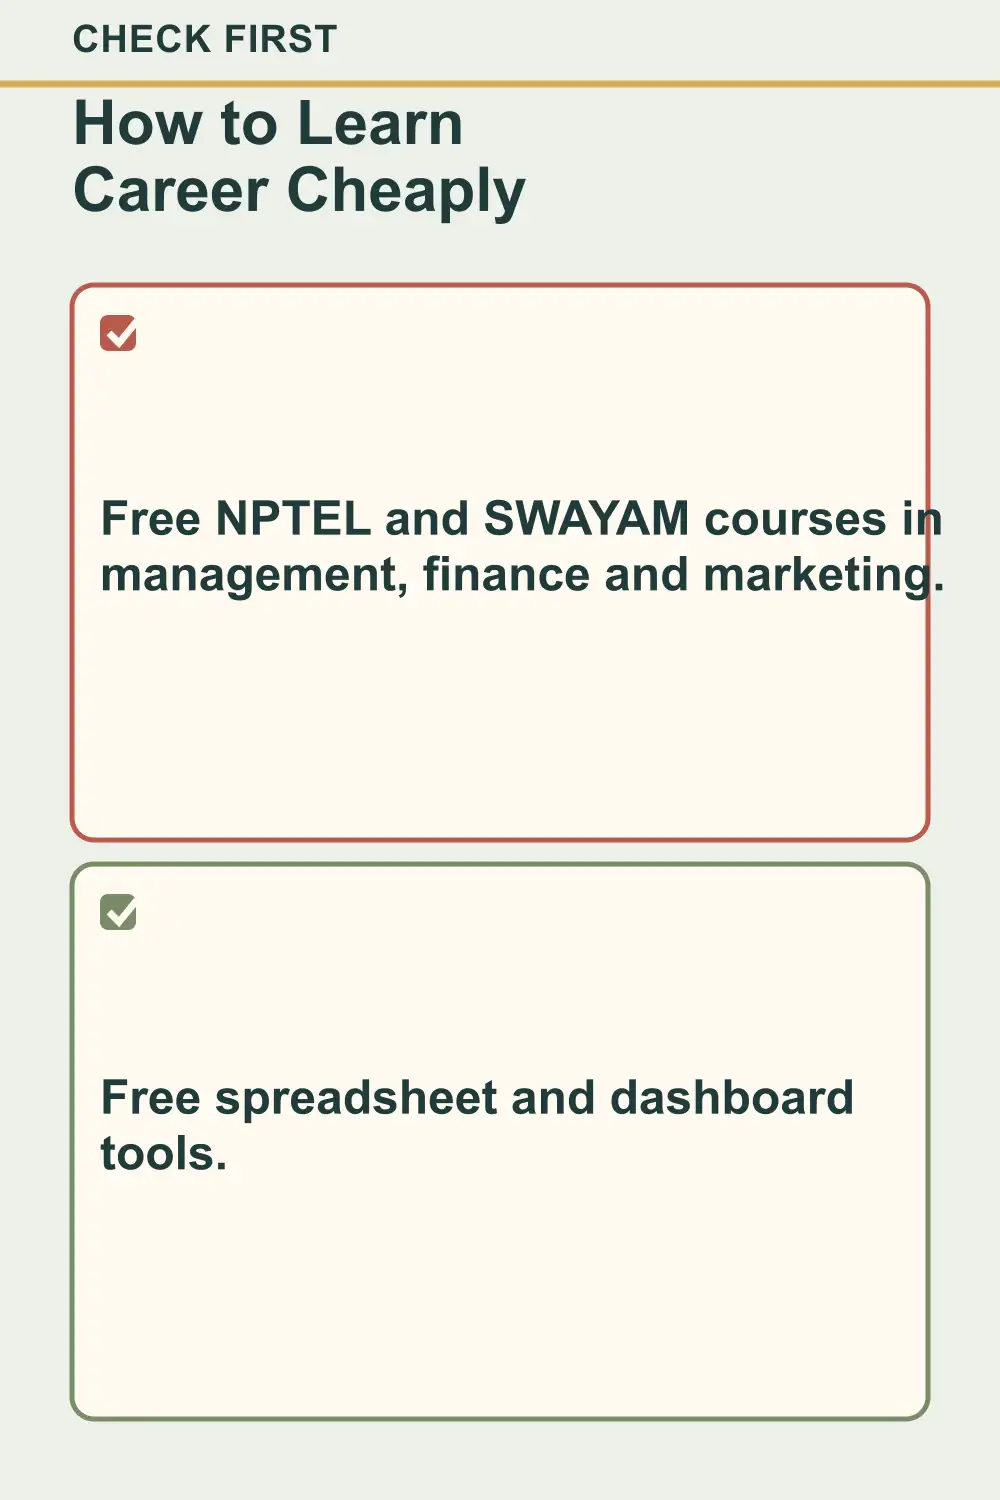 CHECK FIRST
How to Learn
Career Cheaply
Free NPTEL and SWAYAM courses in
management, finance and marketing.
Free spreadsheet and dashboard
tools.